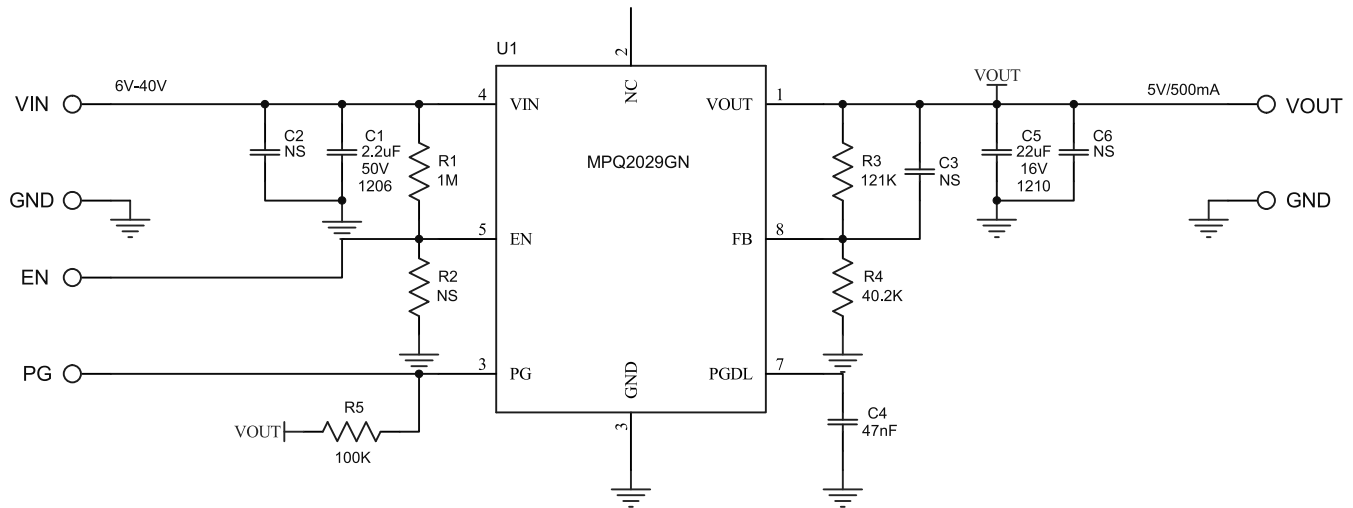 U1
2
NC
VIN
6V-40V
4
VIN
VOUT
1
VOUT
5V/500mA
VOUT
C2
NS
C1
2.2uF
50V
1206
R1
1M
MPQ2029GN
R3
121K
C3
NS
C5
22uF
16V
1210
C6
NS
GND
GND
5
EN
FB
8
EN
R2
NS
R4
40.2K
PG
3
PG
GND
3
PGDL
7
VOUT
R5
100K
C4
47nF